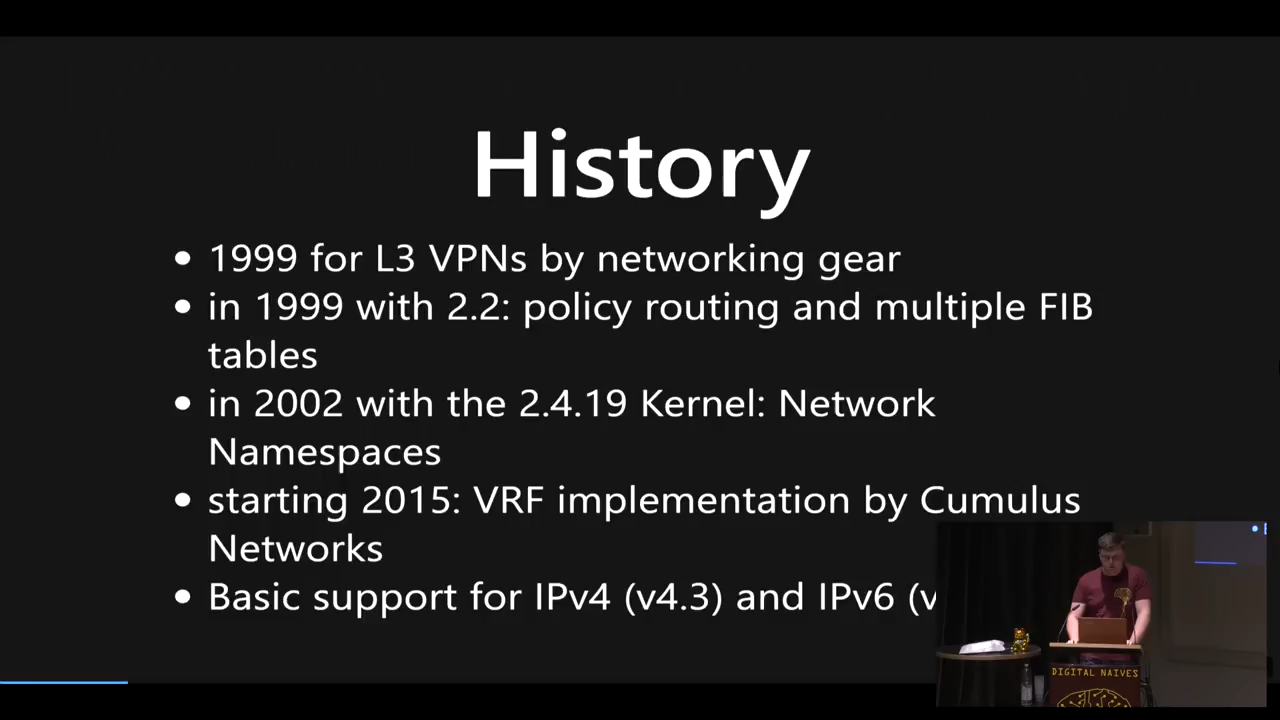 History
• 1999 for L3 VPNs by networking gear
• in 1999 with 2.2: policy routing and multiple FIB
tables
• in 2002 with the 2.4.19 Kernel: Network
Namespaces
• starting 2015: VRF implementation by Cumulus
Networks
• Basic support for IPv4 (v4.3) and IPv6 (v
DIGITAL NAIVES